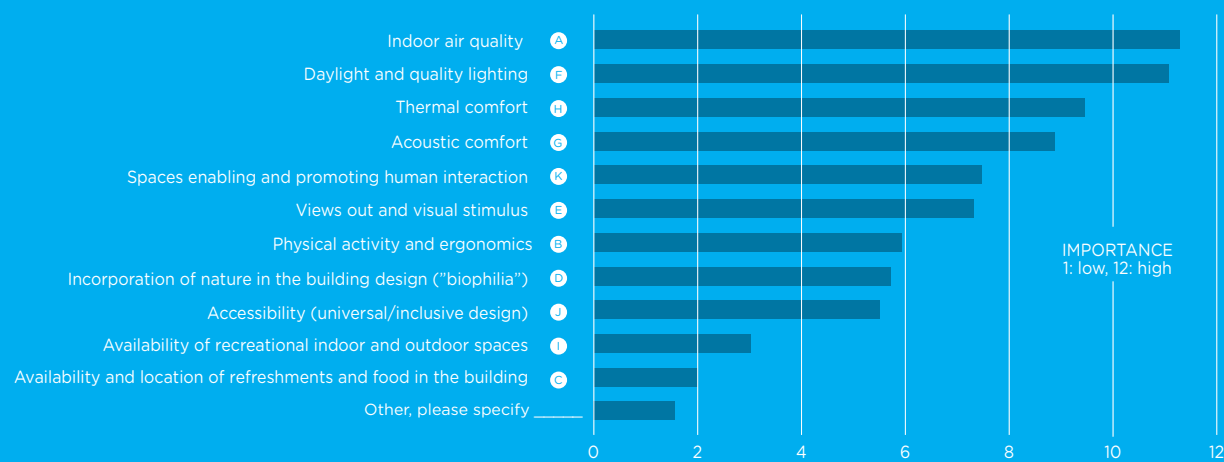 Indoor air quality A
Daylight and quality lighting F
Thermal comfort H
Acoustic comfort G
Spaces enabling and promoting human interaction K
Views out and visual stimulus E
Physical activity and ergonomics B
Incorporation of nature in the building design (”biophilia”) D
Accessibility (universal/inclusive design) J
Availability of recreational indoor and outdoor spaces I
Availability and location of refreshments and food in the building C
Other, please specify _____
IMPORTANCE
1: low, 12: high
0 2 4 6 8 10 12